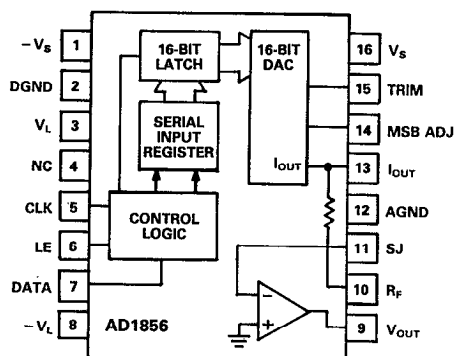 -VS 1
DGND 2
VL 3
NC 4
CLK 5
LE 6
DATA 7
-VL 8
16-BIT
LATCH
16-BIT
DAC
SERIAL
INPUT
REGISTER
CONTROL
LOGIC
IOUT
AD1856
-
+
16 VS
15 TRIM
14 MSB ADJ
13 IOUT
12 AGND
11 SJ
10 RF
9 VOUT